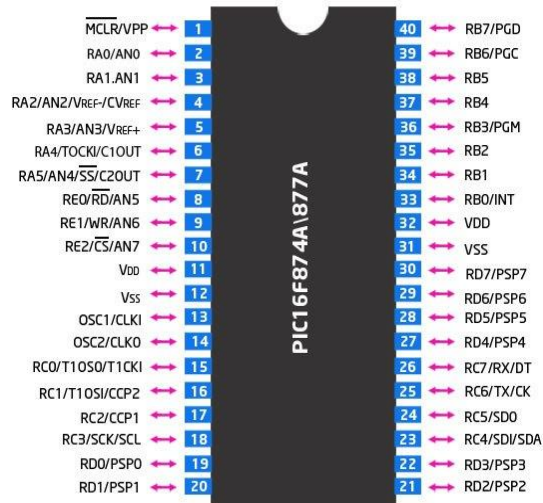 MCLR/VPP 1
RA0/AN0 2
RA1.AN1 3
RA2/AN2/VREF-/CVREF 4
RA3/AN3/VREF+ 5
RA4/TOCKI/C1OUT 6
RA5/AN4/SS/C2OUT 7
RE0/RD/AN5 8
RE1/WR/AN6 9
RE2/CS/AN7 10
VDD 11
VSS 12
OSC1/CLKI 13
OSC2/CLKO 14
RC0/T1OSO/T1CKI 15
RC1/T1OSI/CCP2 16
RC2/CCP1 17
RC3/SCK/SCL 18
RD0/PSP0 19
RD1/PSP1 20
PIC16F874A\877A
40 RB7/PGD
39 RB6/PGC
38 RB5
37 RB4
36 RB3/PGM
35 RB2
34 RB1
33 RB0/INT
32 VDD
31 VSS
30 RD7/PSP7
29 RD6/PSP6
28 RD5/PSP5
27 RD4/PSP4
26 RC7/RX/DT
25 RC6/TX/CK
24 RC5/SDO
23 RC4/SDI/SDA
22 RD3/PSP3
21 RD2/PSP2